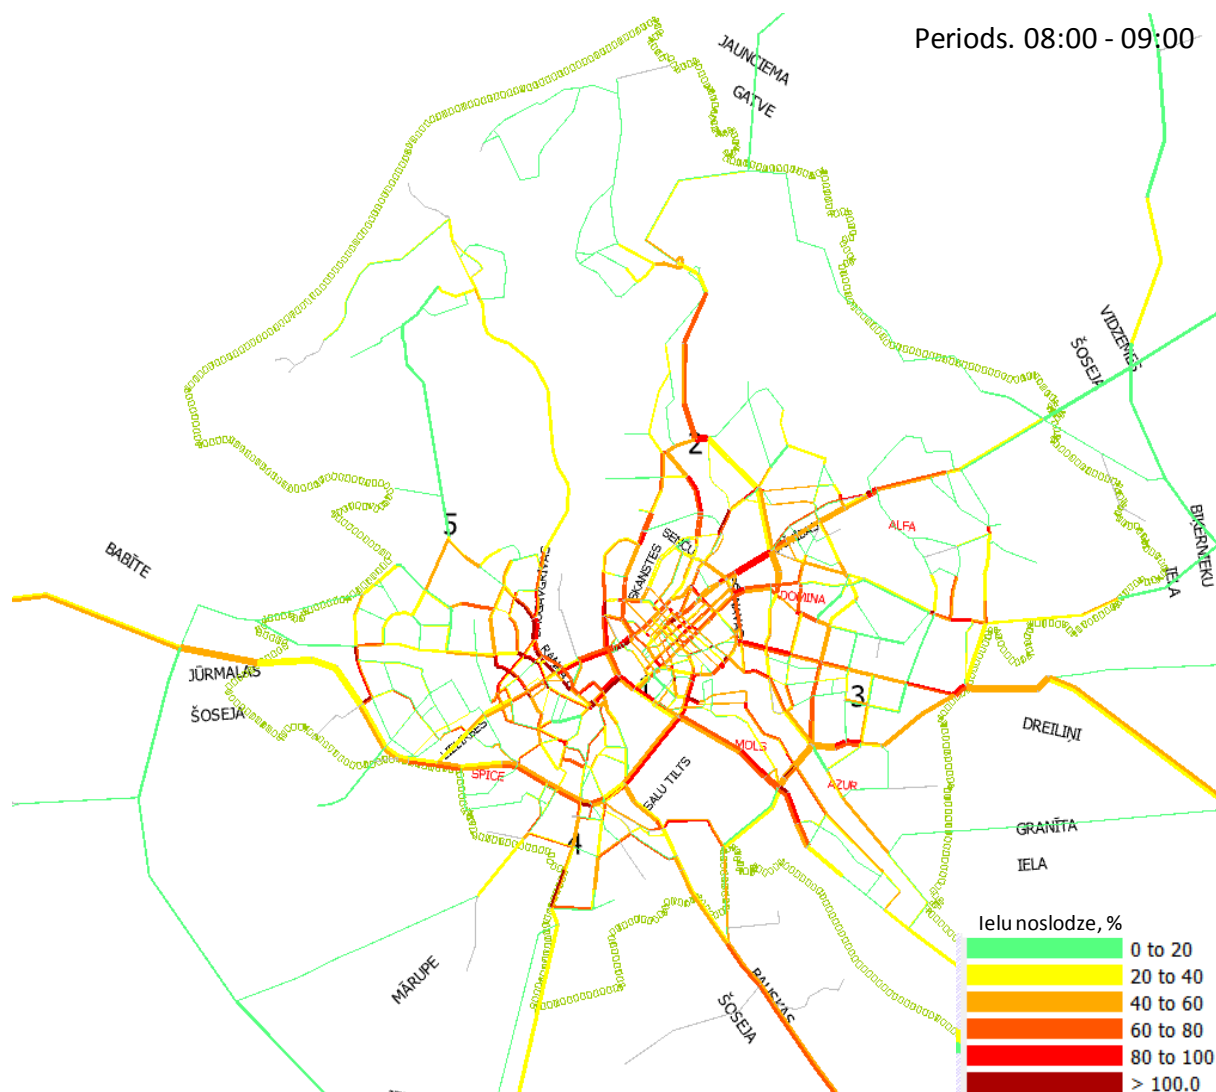 Periods. 08:00 - 09:00
JAUNCIEMA
GATVE
VIDZEMES
ŠOSEJA
2
5
BABĪTE
ALFA
BIĶERNIEKU
IELA
SENČU
SKANSTES
DOMINA
JŪRMALAS
ŠOSEJA
1
3
DREILIŅI
MOLS
SPICE
SALU TILTS
AZUR
4
GRANĪTA
IELA
MĀRUPE
BAUSKAS
ŠOSEJA
Ielu noslodze, %
0 to 20
20 to 40
40 to 60
60 to 80
80 to 100
> 100.0